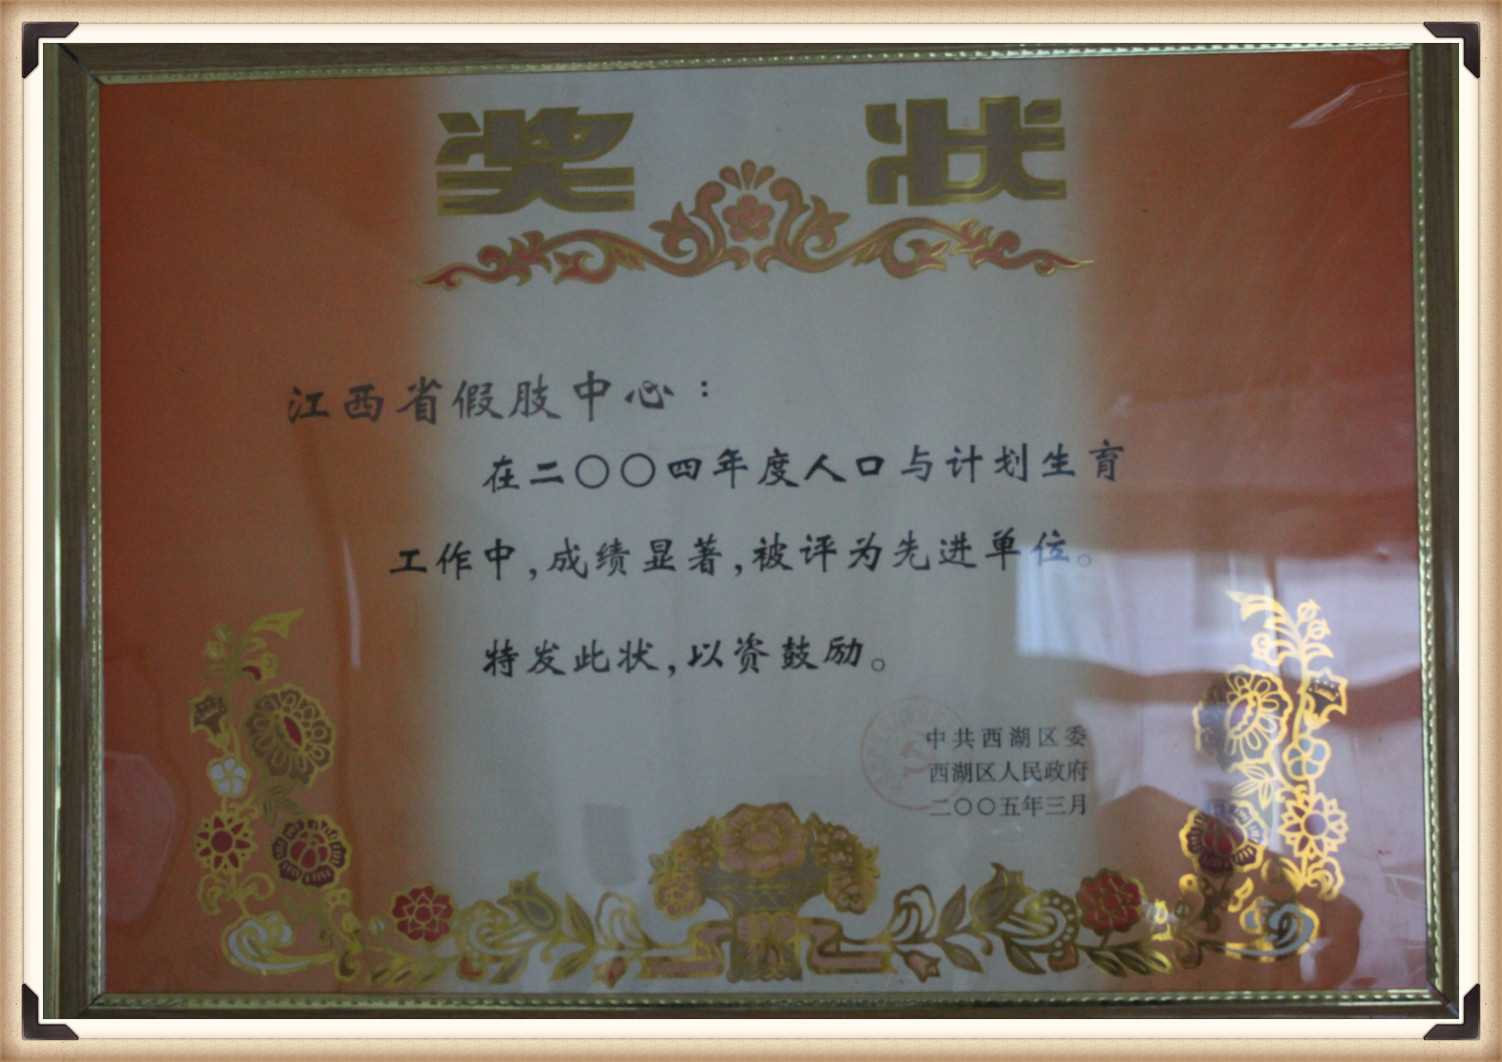 奖状
江西省假肢中心：
在二〇〇四年度人口与计划生育
工作中，成绩显著，被评为先进单位。
特发此状，以资鼓励。
中共西湖区委
西湖区人民政府
二〇〇五年三月